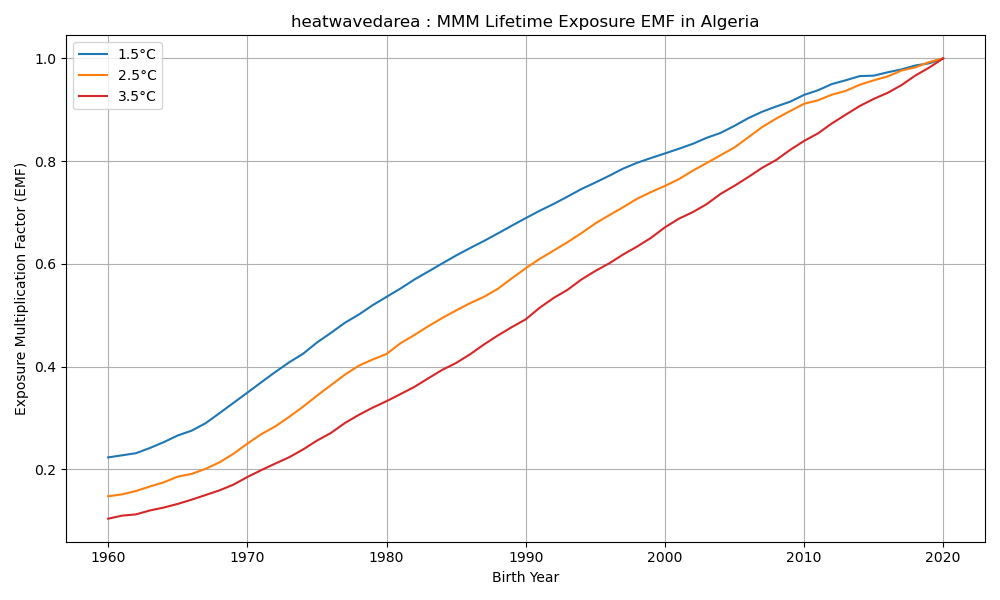 heatwavedarea : MMM Lifetime Exposure EMF in Algeria
1.5°C
2.5°C
3.5°C
Exposure Multiplication Factor (EMF)
1.0
0.8
0.6
0.4
0.2
1960 1970 1980 1990 2000 2010 2020
Birth Year